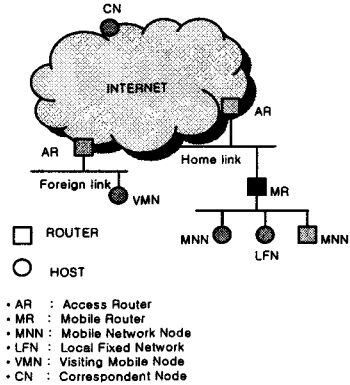 CN
INTERNET
AR
AR
Home link
Foreign link
VMN
MR
MNN
LFN
MNN
ROUTER
HOST
• AR : Access Router
• MR : Mobile Router
• MNN : Mobile Network Node
• LFN : Local Fixed Network
• VMN : Visiting Mobile Node
• CN : Correspondent Node